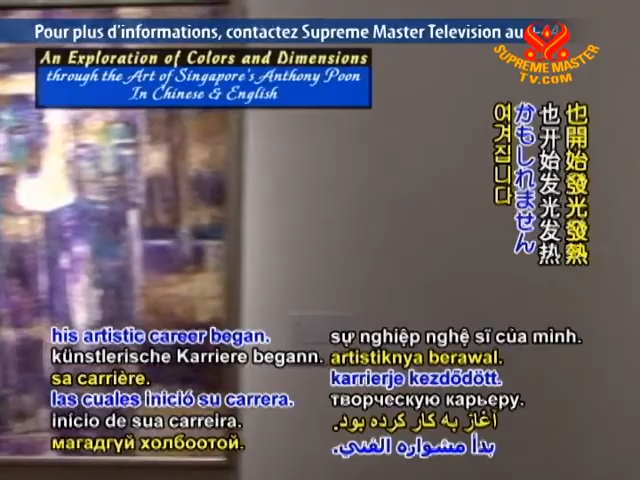 Pour plus d'informations, contactez Supreme Master Television au
An Exploration of Colors and Dimensions
through the Art of Singapore's Anthony Poon
In Chinese & English
SUPREME MASTER
TV.COM
也開始發光發熱
也开始发光发热
かもしれません
여겨집니다
his artistic career began.
künstlerische Karriere begann.
sa carrière.
las cuales inició su carrera.
início de sua carreira.
магадгүй холбоотой.
sự nghiệp nghệ sĩ của mình.
artistiknya berawal.
karrierje kezdődött.
творческую карьеру.
آغاز به کار کرده بود.
بدأ مشواره الفني.